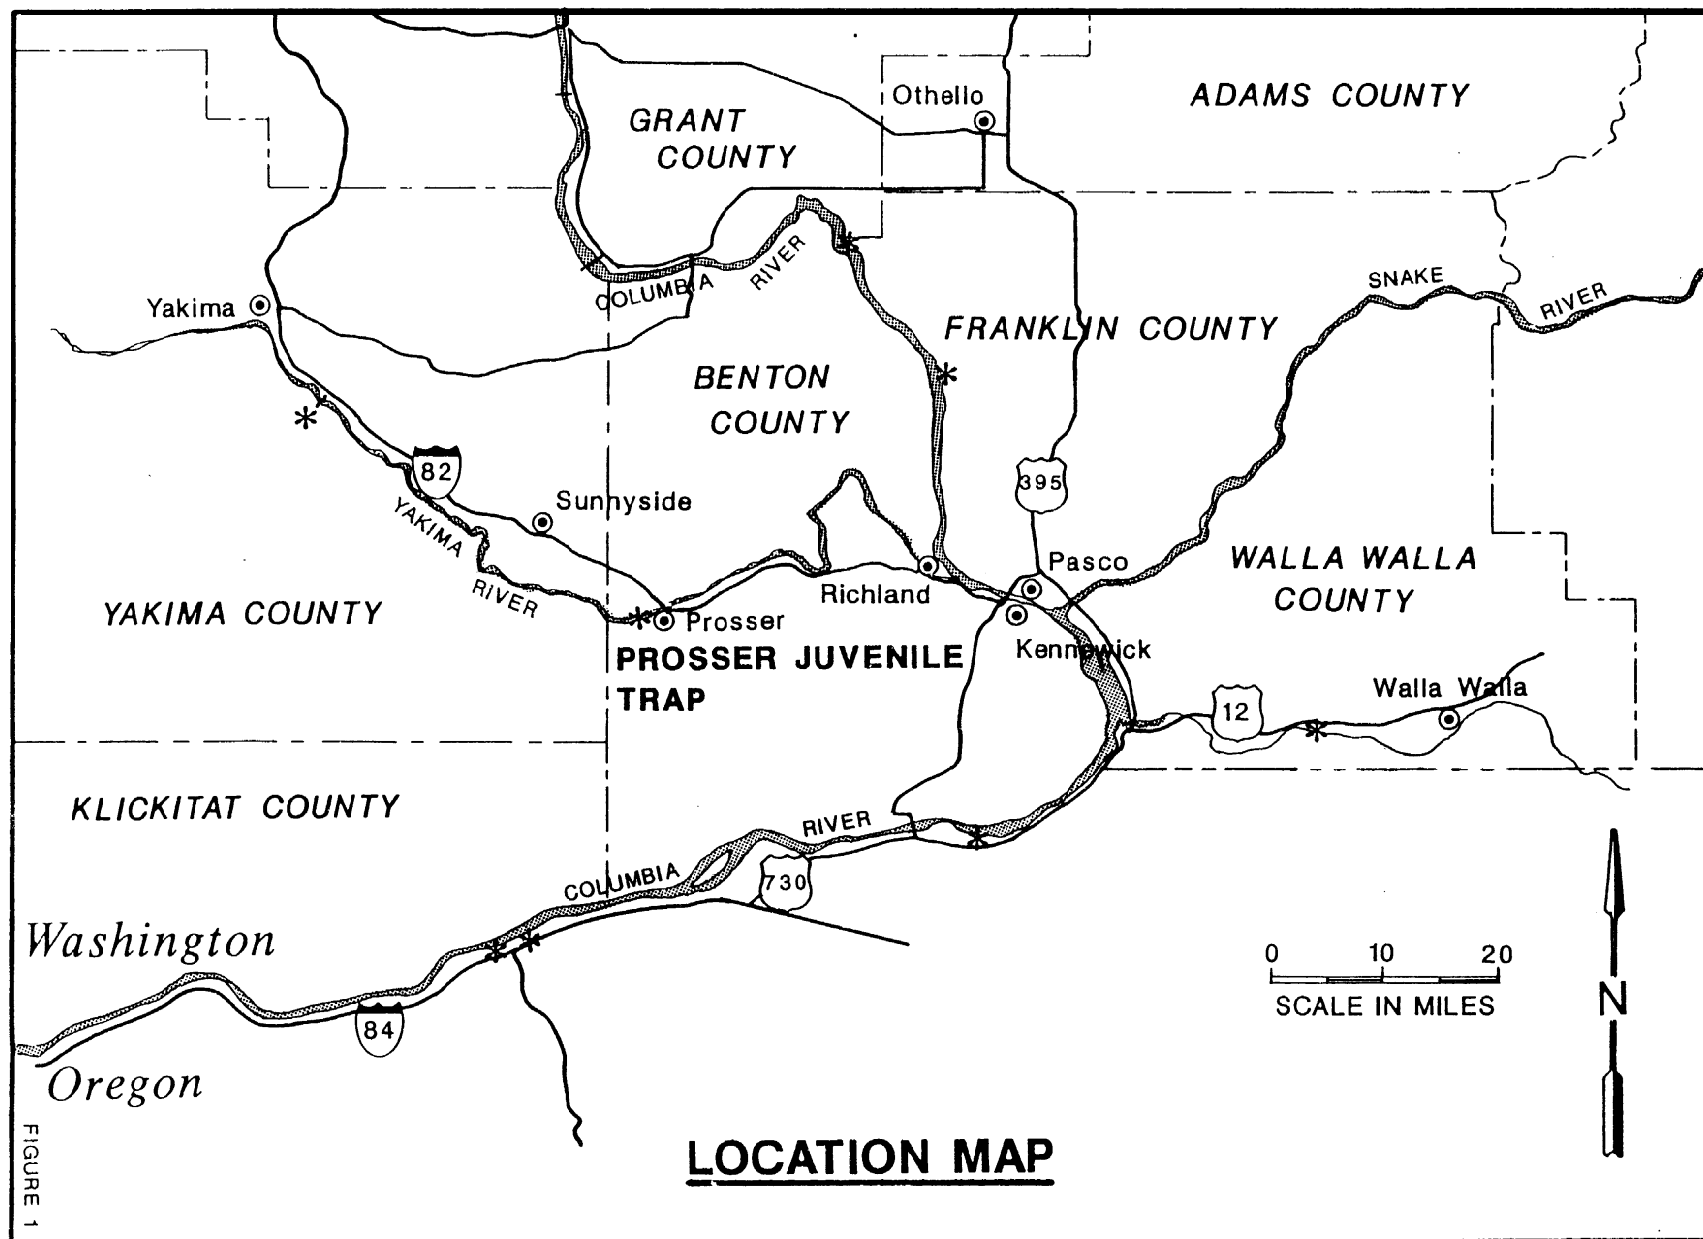 Othello
ADAMS COUNTY
GRANT
COUNTY
COLUMBIA RIVER
SNAKE RIVER
Yakima
FRANKLIN COUNTY
BENTON
COUNTY
82
395
Sunnyside
YAKIMA RIVER
Pasco
WALLA WALLA
COUNTY
YAKIMA COUNTY
Richland
Prosser
Kennewick
PROSSER JUVENILE
TRAP
Walla Walla
12
KLICKITAT COUNTY
COLUMBIA RIVER
730
Washington
0 10 20
SCALE IN MILES
N
84
Oregon
LOCATION MAP
FIGURE 1